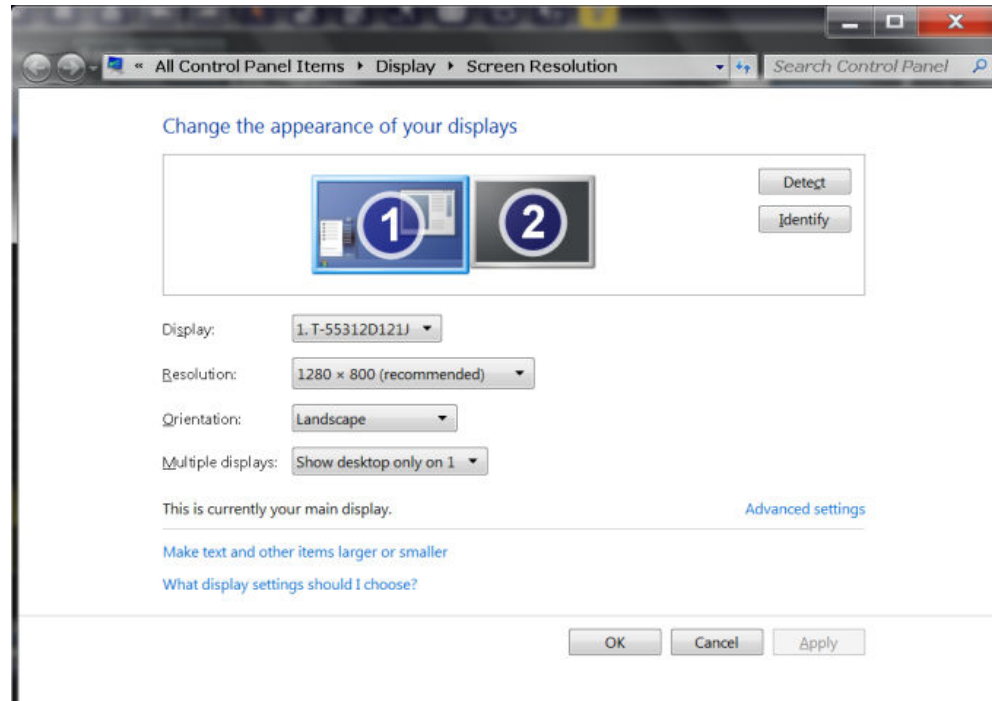 « All Control Panel Items ▸ Display ▸ Screen Resolution Search Control Panel
Change the appearance of your displays
1 2
Detect
Identify
Display: 1. T-55312D121J
Resolution: 1280 × 800 (recommended)
Orientation: Landscape
Multiple displays: Show desktop only on 1
This is currently your main display. Advanced settings
Make text and other items larger or smaller
What display settings should I choose?
OK Cancel Apply